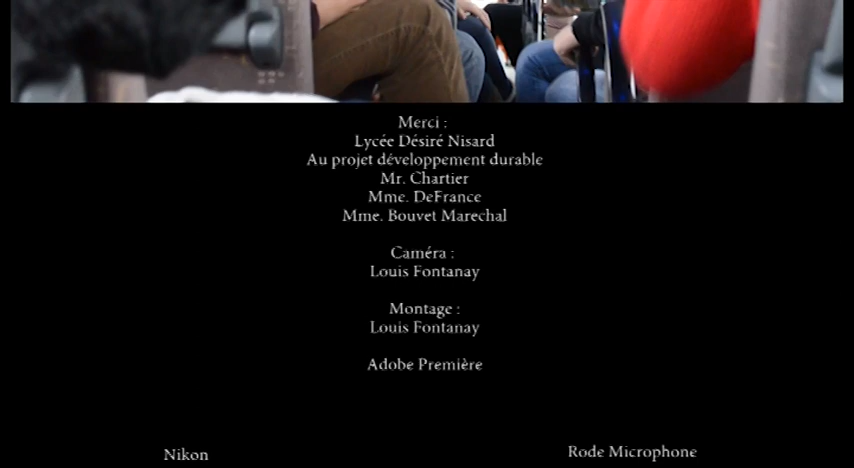 Merci :
Lycée Désiré Nisard
Au projet développement durable
Mr. Chartier
Mme. DeFrance
Mme. Bouvet Marechal
Caméra :
Louis Fontanay
Montage :
Louis Fontanay
Adobe Première
Nikon
Rode Microphone